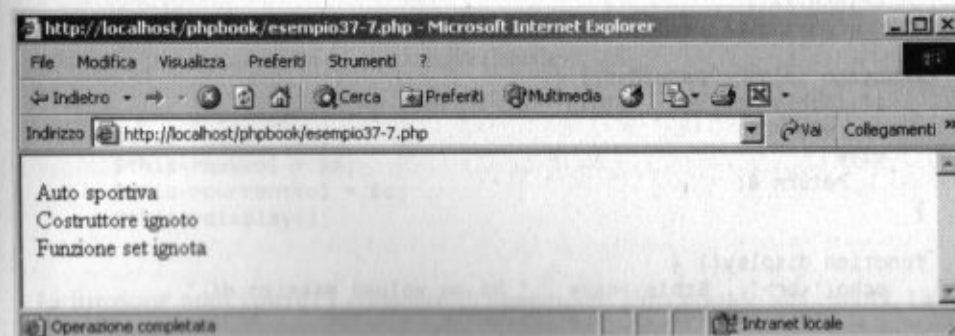 http://localhost/phpbook/esempio37-7.php - Microsoft Internet Explorer
File Modifica Visualizza Preferiti Strumenti ?
Indietro Cerca Preferiti Multimedia
Indirizzo http://localhost/phpbook/esempio37-7.php Vai Collegamenti »
Auto sportiva
Costruttore ignoto
Funzione set ignota
Operazione completata Intranet locale